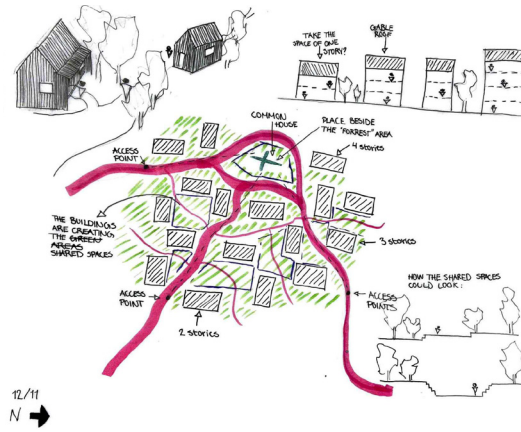 TAKE THE
SPACE OF ONE
STORY?
GABLE
ROOF
COMMON
HOUSE
PLACE BESIDE
THE "FORREST" AREA
4 stories
ACCESS
POINT
THE BUILDINGS
ARE CREATING
THE GREEN
AREAS
SHARED SPACES
3 stories
HOW THE SHARED SPACES
COULD LOOK:
ACCESS
POINT
ACCESS
POINTS
2 stories
12/11
N